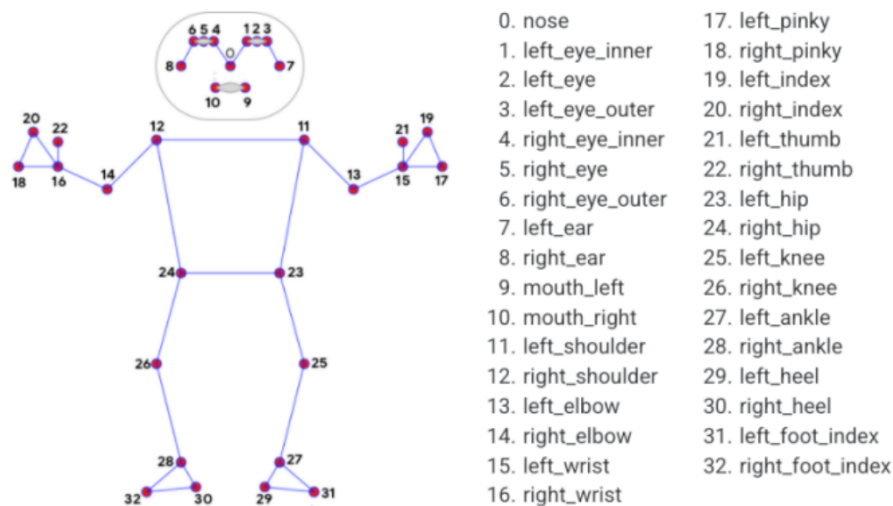 6 5 4 1 2 3
0
8 7
10 9
20 22 12 11 21 19
18 16 14 13 15 17
24 23
26 25
28 27
32 30 29 31
0. nose
1. left_eye_inner
2. left_eye
3. left_eye_outer
4. right_eye_inner
5. right_eye
6. right_eye_outer
7. left_ear
8. right_ear
9. mouth_left
10. mouth_right
11. left_shoulder
12. right_shoulder
13. left_elbow
14. right_elbow
15. left_wrist
16. right_wrist
17. left_pinky
18. right_pinky
19. left_index
20. right_index
21. left_thumb
22. right_thumb
23. left_hip
24. right_hip
25. left_knee
26. right_knee
27. left_ankle
28. right_ankle
29. left_heel
30. right_heel
31. left_foot_index
32. right_foot_index